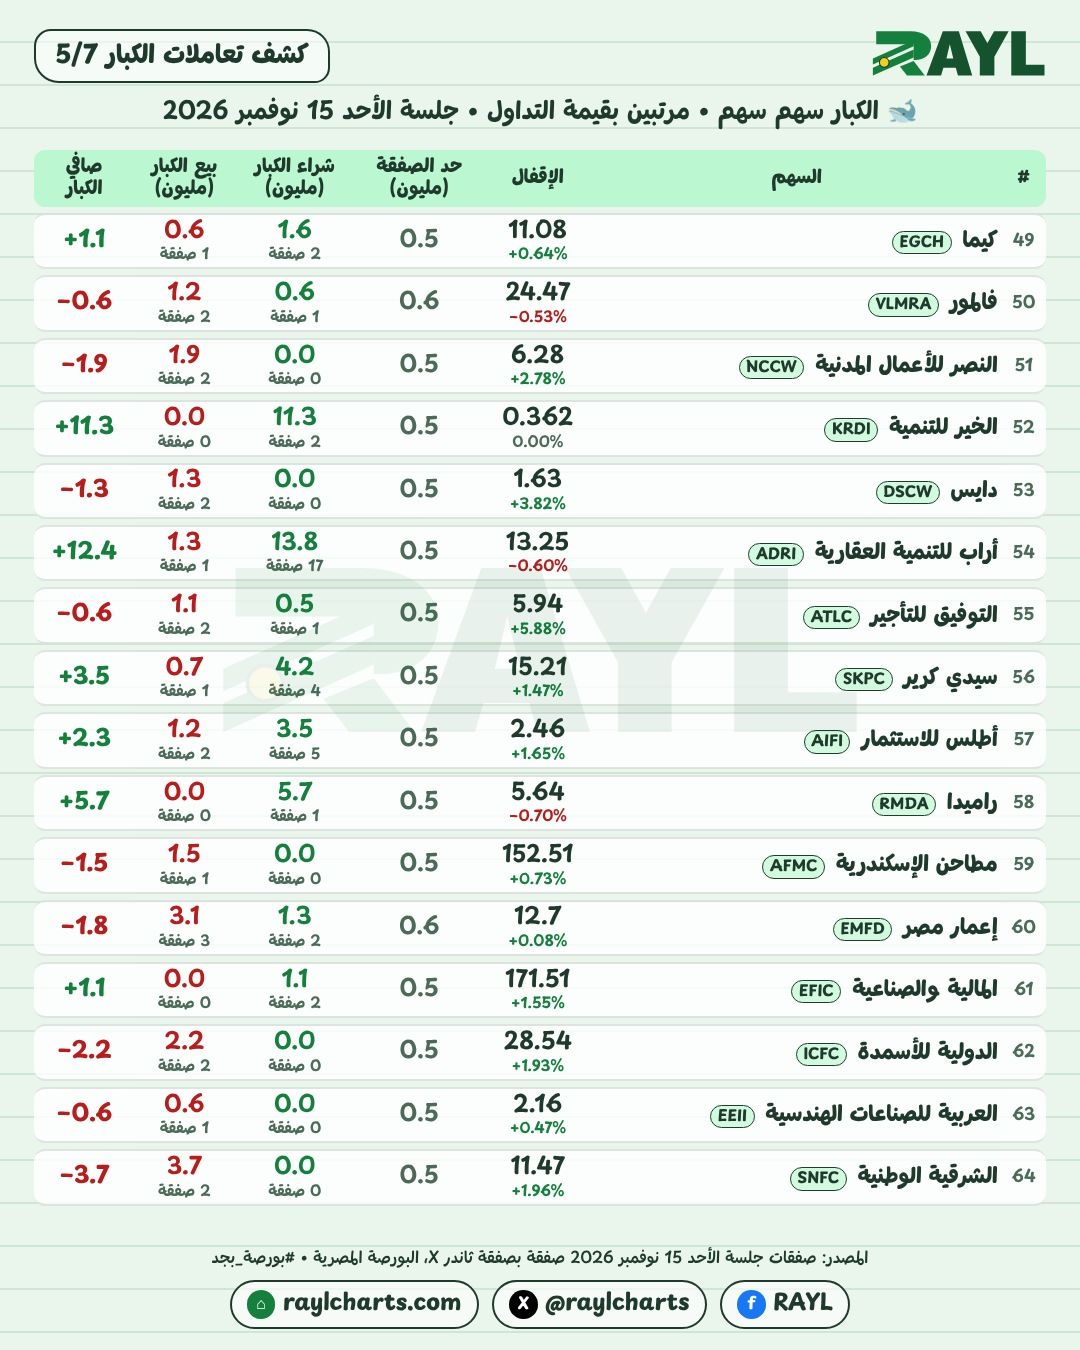 RAYL
كشف تعاملات الكبار 5/7
🐋 الكبار سهم سهم • مرتبين بقيمة التداول • جلسة الأحد 15 نوفمبر 2026
# السهم الإقفال حد الصفقة (مليون) شراء الكبار (مليون) بيع الكبار (مليون) صافي الكبار
49 كيما EGCH 11.08 0.5 1.6 0.6 +1.1
+0.64% 2 صفقة 1 صفقة
50 فالمور VLMRA 24.47 0.6 0.6 1.2 −0.6
−0.53% 1 صفقة 2 صفقة
51 النصر للأعمال المدنية NCCW 6.28 0.5 0.0 1.9 −1.9
+2.78% 0 صفقة 2 صفقة
52 الخير للتنمية KRDI 0.362 0.5 11.3 0.0 +11.3
0.00% 2 صفقة 0 صفقة
53 دايس DSCW 1.63 0.5 0.0 1.3 −1.3
+3.82% 0 صفقة 2 صفقة
54 أراب للتنمية العقارية ADRI 13.25 0.5 13.8 1.3 +12.4
−0.60% 17 صفقة 1 صفقة
55 التوفيق للتأجير ATLC 5.94 0.5 0.5 1.1 −0.6
+5.88% 1 صفقة 2 صفقة
56 سيدي كرير SKPC 15.21 0.5 4.2 0.7 +3.5
+1.47% 4 صفقة 1 صفقة
57 أطلس للاستثمار AIFI 2.46 0.5 3.5 1.2 +2.3
+1.65% 5 صفقة 2 صفقة
58 راميدا RMDA 5.64 0.5 5.7 0.0 +5.7
−0.70% 1 صفقة 0 صفقة
59 مطاحن الإسكندرية AFMC 152.51 0.5 0.0 1.5 −1.5
+0.73% 0 صفقة 1 صفقة
60 إعمار مصر EMFD 12.7 0.6 1.3 3.1 −1.8
+0.08% 2 صفقة 3 صفقة
61 المالية والصناعية EFIC 171.51 0.5 1.1 0.0 +1.1
+1.55% 2 صفقة 0 صفقة
62 الدولية للأسمدة ICFC 28.54 0.5 0.0 2.2 −2.2
+1.93% 0 صفقة 2 صفقة
63 العربية للصناعات الهندسية EEII 2.16 0.5 0.0 0.6 −0.6
+0.47% 0 صفقة 1 صفقة
64 الشرقية الوطنية SNFC 11.47 0.5 0.0 3.7 −3.7
+1.96% 0 صفقة 2 صفقة
RAYL
المصدر: صفقات جلسة الأحد 15 نوفمبر 2026 صفقة بصفقة ثاندر X، البورصة المصرية • #بورصة_بجد
raylcharts.com X @raylcharts f RAYL